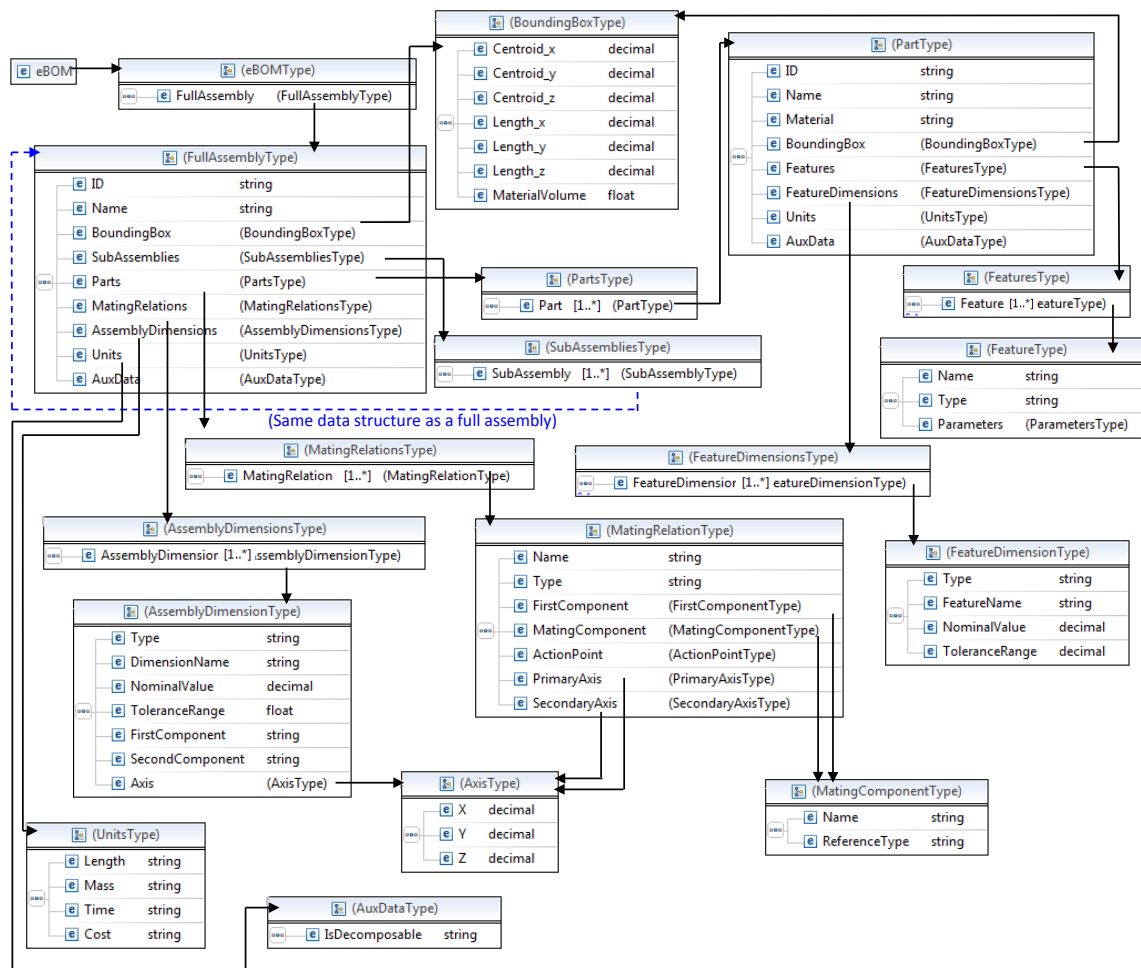 eBOM
(eBOMType)
FullAssembly (FullAssemblyType)
(BoundingBoxType)
Centroid_x decimal
Centroid_y decimal
Centroid_z decimal
Length_x decimal
Length_y decimal
Length_z decimal
MaterialVolume float
(PartType)
ID string
Name string
Material string
BoundingBox (BoundingBoxType)
Features (FeaturesType)
FeatureDimensions (FeatureDimensionsType)
Units (UnitsType)
AuxData (AuxDataType)
(FullAssemblyType)
ID string
Name string
BoundingBox (BoundingBoxType)
SubAssemblies (SubAssembliesType)
Parts (PartsType)
MatingRelations (MatingRelationsType)
AssemblyDimensions (AssemblyDimensionsType)
Units (UnitsType)
AuxData (AuxDataType)
(PartsType)
Part [1..*] (PartType)
(FeaturesType)
Feature [1..*] eatureType)
(SubAssembliesType)
SubAssembly [1..*] (SubAssemblyType)
(FeatureType)
Name string
Type string
Parameters (ParametersType)
(Same data structure as a full assembly)
(MatingRelationsType)
MatingRelation [1..*] (MatingRelationType)
(FeatureDimensionsType)
FeatureDimensior [1..*] eatureDimensionType)
(AssemblyDimensionsType)
AssemblyDimensior [1..*] ssemblyDimensionType)
(MatingRelationType)
Name string
Type string
FirstComponent (FirstComponentType)
MatingComponent (MatingComponentType)
ActionPoint (ActionPointType)
PrimaryAxis (PrimaryAxisType)
SecondaryAxis (SecondaryAxisType)
(FeatureDimensionType)
Type string
FeatureName string
NominalValue decimal
ToleranceRange decimal
(AssemblyDimensionType)
Type string
DimensionName string
NominalValue decimal
ToleranceRange float
FirstComponent string
SecondComponent string
Axis (AxisType)
(AxisType)
X decimal
Y decimal
Z decimal
(MatingComponentType)
Name string
ReferenceType string
(UnitsType)
Length string
Mass string
Time string
Cost string
(AuxDataType)
IsDecomposable string